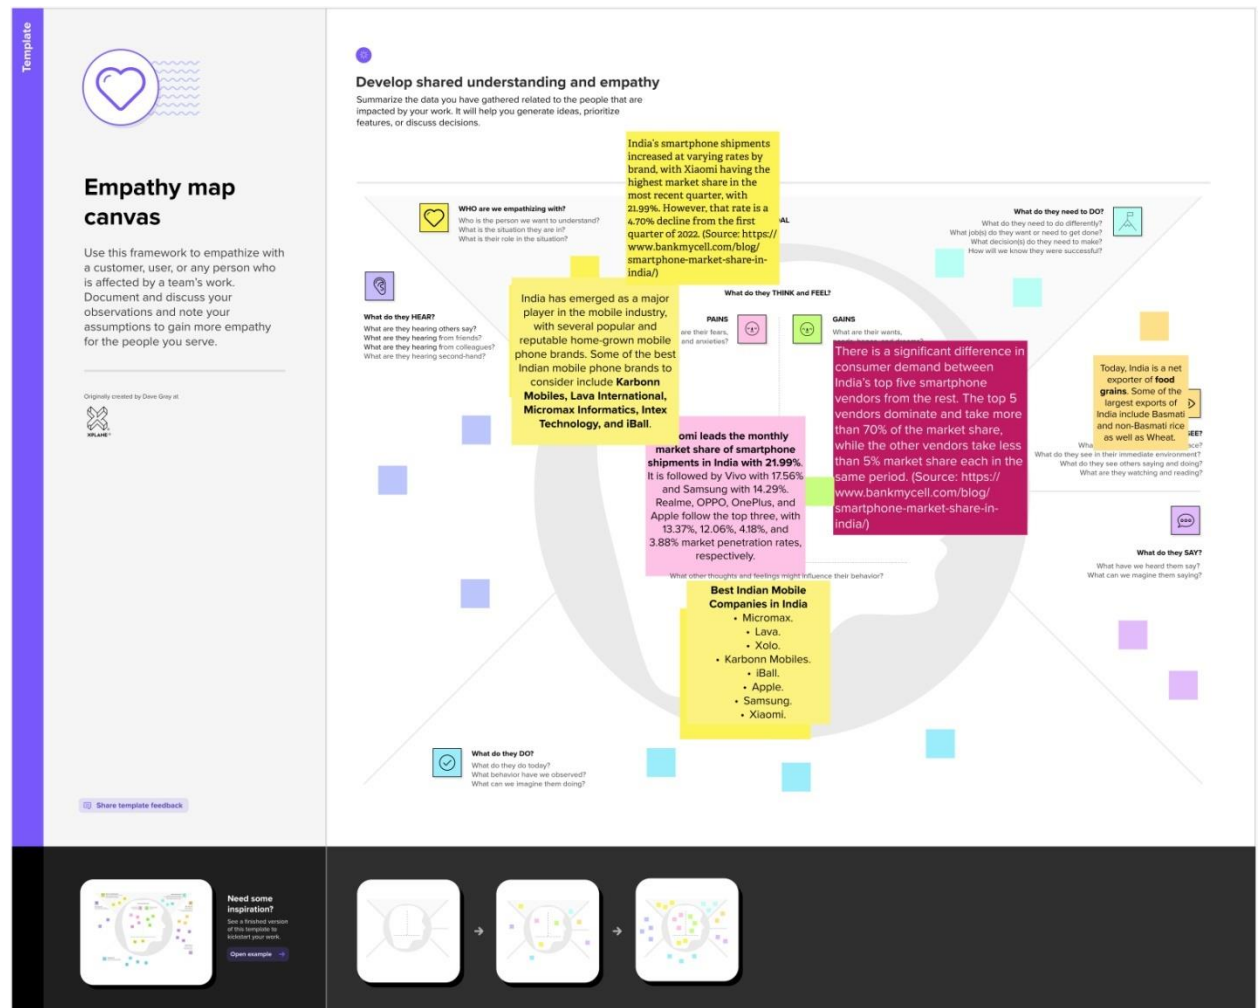 Template
Empathy map
canvas
Use this framework to empathize with
a customer, user, or any person who
is affected by a team's work.
Document and discuss your
observations and note your
assumptions to gain more empathy
for the people you serve.
Originally created by Dave Gray at
XPLANE
Share template feedback
Develop shared understanding and empathy
Summarize the data you have gathered related to the people that are
impacted by your work. It will help you generate ideas, prioritize
features, or discuss decisions.
India's smartphone shipments
increased at varying rates by
brand, with Xiaomi having the
highest market share in the
most recent quarter, with
21.99%. However, that rate is a
4.70% decline from the first
quarter of 2022. (Source: https://
www.bankmycell.com/blog/
smartphone-market-share-in-
india/)
WHO are we empathizing with?
Who is the person we want to understand?
What is the situation they are in?
What is their role in the situation?
AL
What do they need to DO?
What do they need to do differently?
What job(s) do they want or need to get done?
What decision(s) do they need to make?
How will we know they were successful?
What do they HEAR?
What are they hearing others say?
What are they hearing from friends?
What are they hearing from colleagues?
What are they hearing second-hand?
India has emerged as a major
player in the mobile industry,
with several popular and
reputable home-grown mobile
phone brands. Some of the best
Indian mobile phone brands to
consider include Karbonn
Mobiles, Lava International,
Micromax Informatics, Intex
Technology, and iBall.
What do they THINK and FEEL?
PAINS
are their fears,
and anxieties?
GAINS
What are their wants,
There is a significant difference in
consumer demand between
India's top five smartphone
vendors from the rest. The top 5
vendors dominate and take more
than 70% of the market share,
while the other vendors take less
than 5% market share each in the
same period. (Source: https://
www.bankmycell.com/blog/
smartphone-market-share-in-
india/)
Today, India is a net
exporter of food
grains. Some of the
largest exports of
India include Basmati
and non-Basmati rice
as well as Wheat.
SEE?
What do they see in their immediate environment?
What do they see others saying and doing?
What are they watching and reading?
omi leads the monthly
market share of smartphone
shipments in India with 21.99%.
It is followed by Vivo with 17.56%
and Samsung with 14.29%.
Realme, OPPO, OnePlus, and
Apple follow the top three, with
13.37%, 12.06%, 4.18%, and
3.88% market penetration rates,
respectively.
What do they SAY?
What have we heard them say?
What can we magine them saying?
What other thoughts and feelings might influence their behavior?
Best Indian Mobile
Companies in India
• Micromax.
• Lava.
• Xolo.
• Karbonn Mobiles.
• iBall.
• Apple.
• Samsung.
• Xiaomi.
What do they DO?
What do they do today?
What behavior have we observed?
What can we imagine them doing?
Need some
inspiration?
See a finished version
of this template to
kickstart your work.
Open example →